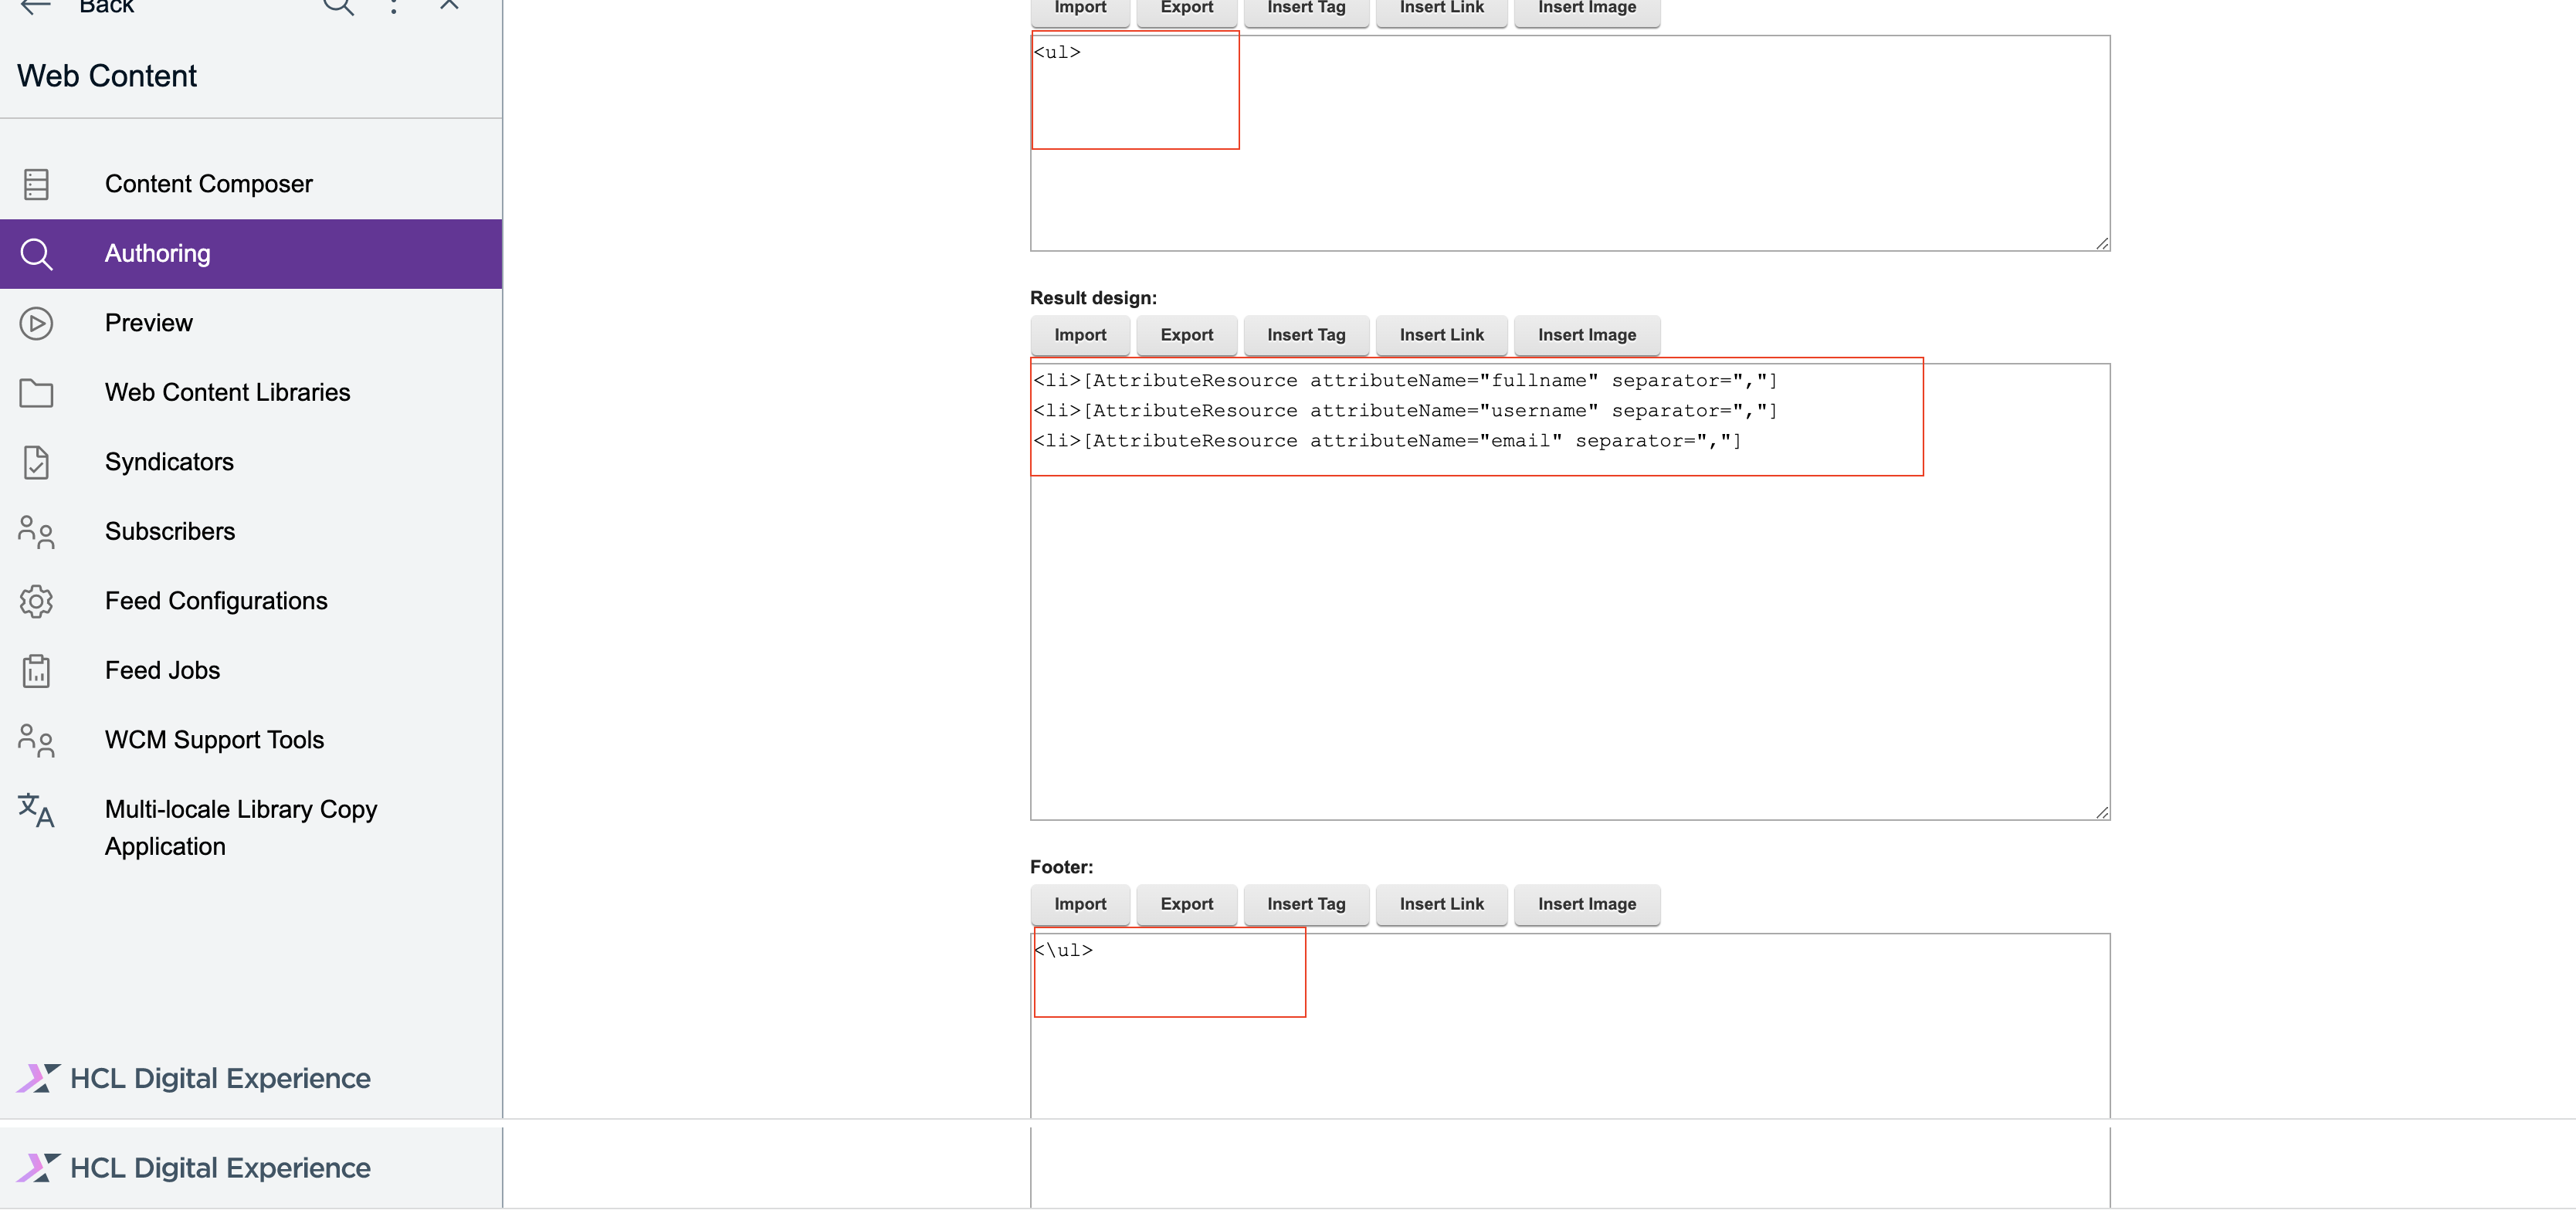 Back
Web Content
Content Composer
Authoring
Preview
Web Content Libraries
Syndicators
Subscribers
Feed Configurations
Feed Jobs
WCM Support Tools
Multi-locale Library Copy
Application
HCL Digital Experience
HCL Digital Experience
Import Export Insert Tag Insert Link Insert Image
<ul>
Result design:
Import Export Insert Tag Insert Link Insert Image
<li>[AttributeResource attributeName="fullname" separator=","]
<li>[AttributeResource attributeName="username" separator=","]
<li>[AttributeResource attributeName="email" separator=","]
Footer:
Import Export Insert Tag Insert Link Insert Image
<\ul>